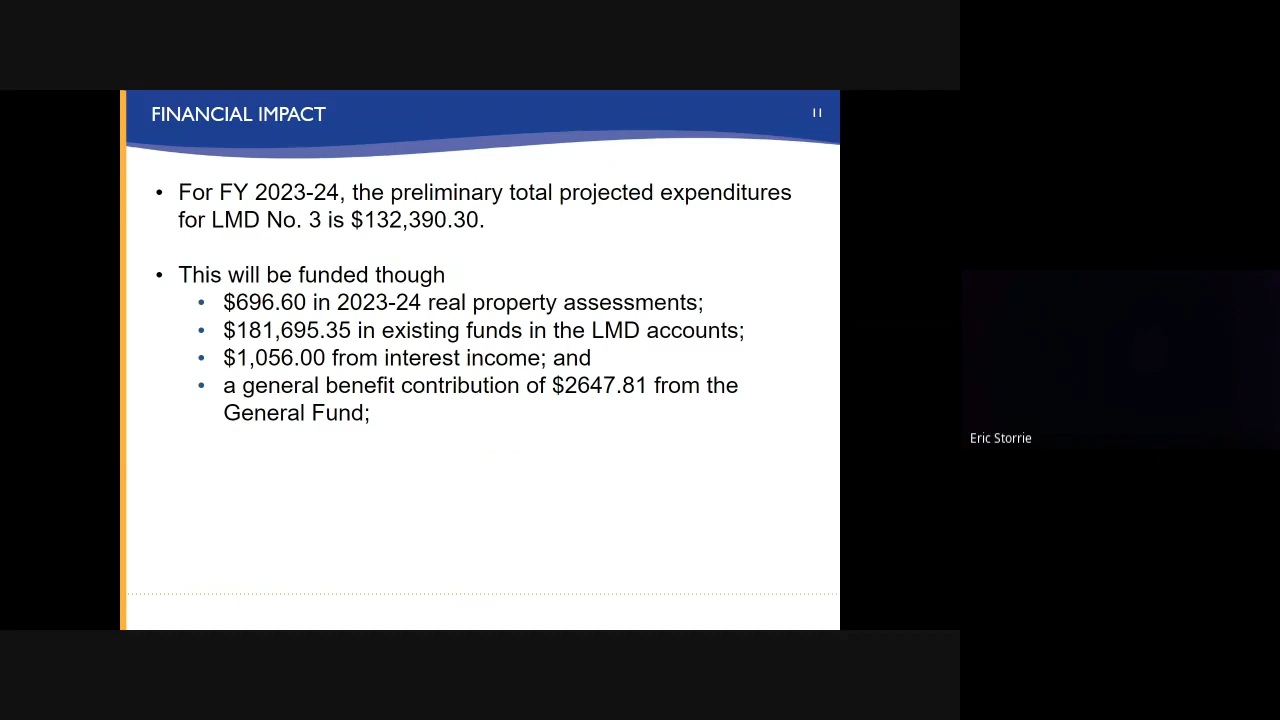 FINANCIAL IMPACT
11
• For FY 2023-24, the preliminary total projected expenditures
for LMD No. 3 is $132,390.30.
• This will be funded though
• $696.60 in 2023-24 real property assessments;
• $181,695.35 in existing funds in the LMD accounts;
• $1,056.00 from interest income; and
• a general benefit contribution of $2647.81 from the
General Fund;
Eric Storrie